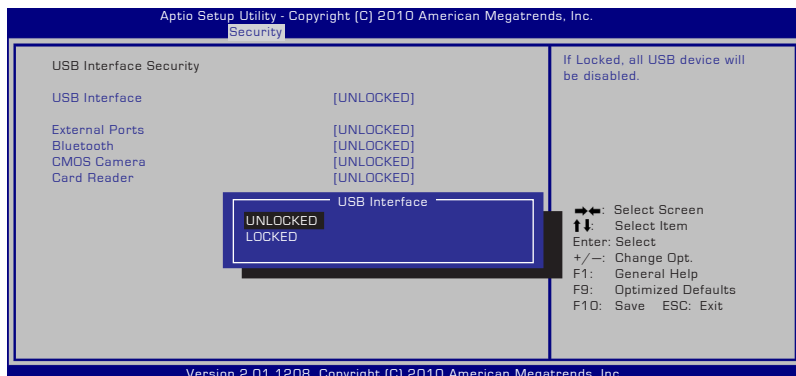 Aptio Setup Utility - Copyright (C) 2010 American Megatrends, Inc.
Security
USB Interface Security
USB Interface [UNLOCKED]
External Ports [UNLOCKED]
Bluetooth [UNLOCKED]
CMOS Camera [UNLOCKED]
Card Reader [UNLOCKED]
USB Interface
UNLOCKED
LOCKED
If Locked, all USB device will
be disabled.
→←: Select Screen
↑↓: Select Item
Enter: Select
+/—: Change Opt.
F1: General Help
F9: Optimized Defaults
F10: Save ESC: Exit
Version 2.01.1208. Copyright (C) 2010 American Megatrends, Inc.